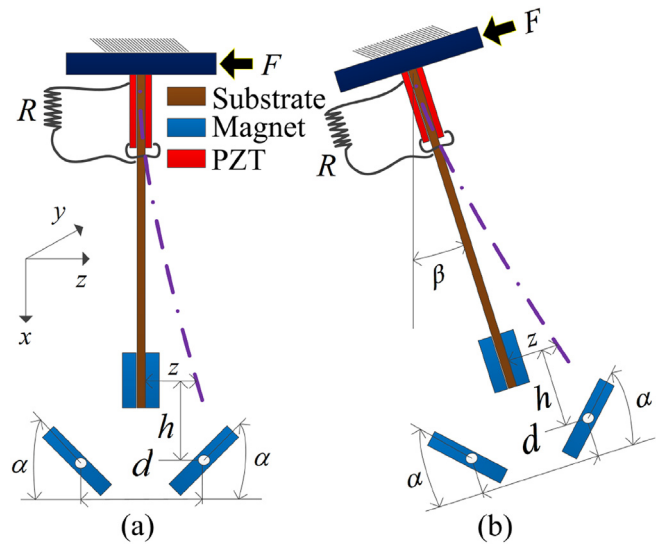 F
R
Substrate
Magnet
PZT
y
z
x
z
h
d
α
α
(a)
F
R
β
z
h
d
α
α
(b)